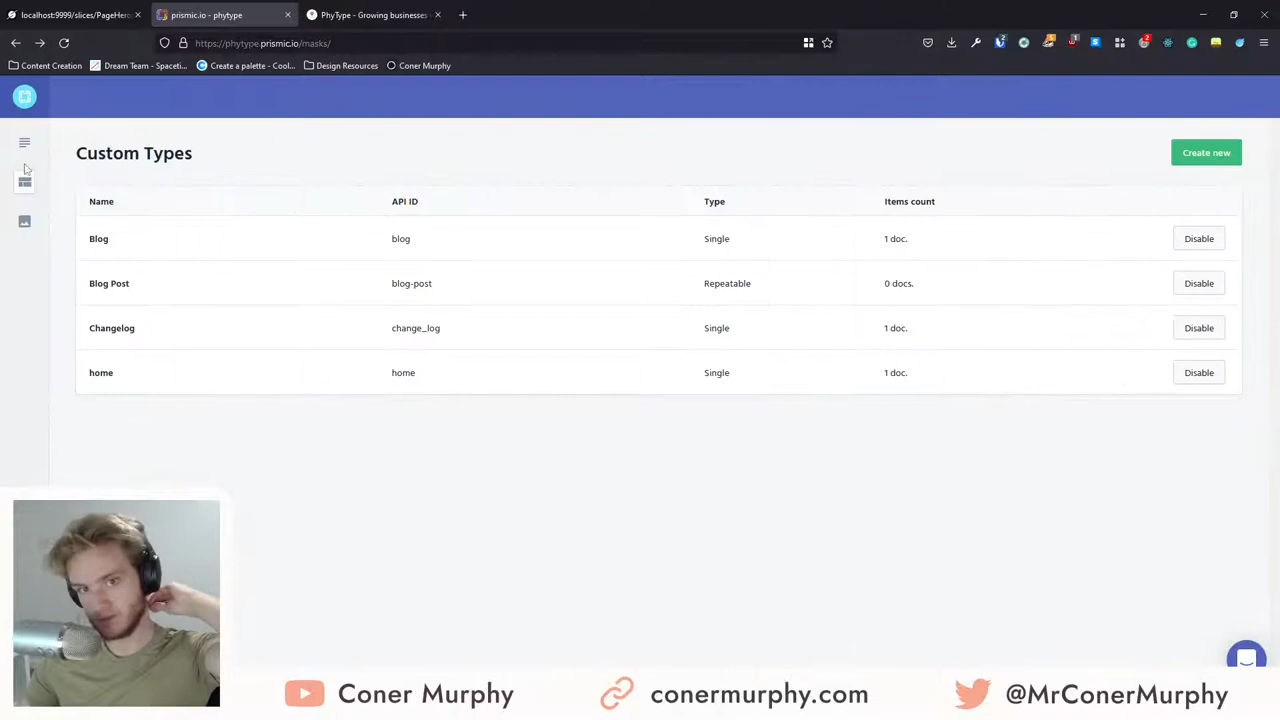 localhost:9999/slices/PageHero
prismic.io - phytype
PhyType - Growing businesses
https://phytype.prismic.io/masks/
Content Creation
Dream Team - Spaceti...
Create a palette - Cool...
Design Resources
Coner Murphy
Custom Types
Create new
Name API ID Type Items count
Blog blog Single 1 doc. Disable
Blog Post blog-post Repeatable 0 docs. Disable
Changelog change_log Single 1 doc. Disable
home home Single 1 doc. Disable
Coner Murphy
conermurphy.com
@MrConerMurphy